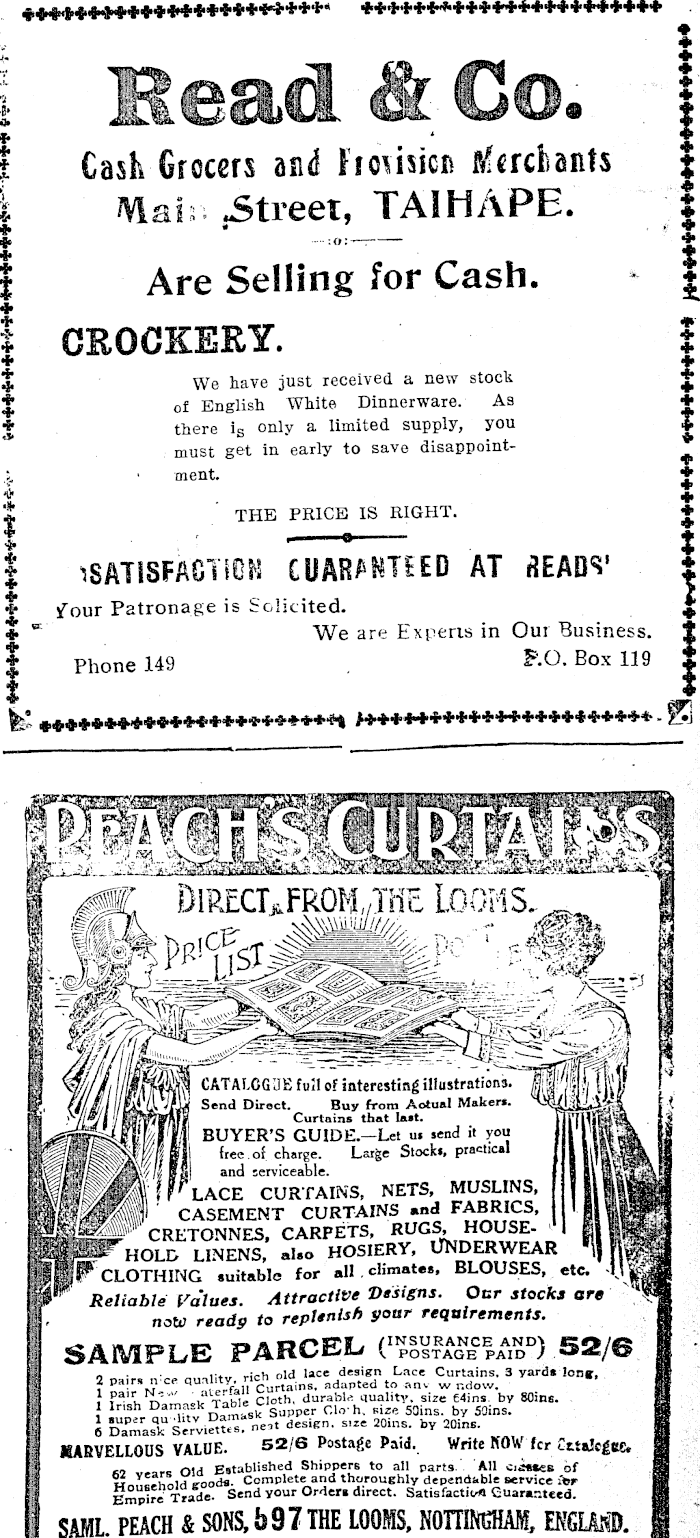 Read & Co.
Cash Grocers and Provision Merchants
Main Street, TAIHAPE.
—:o:—
Are Selling for Cash.
CROCKERY.
We have just received a new stock
of English White Dinnerware. As
there is only a limited supply, you
must get in early to save disappoint-
ment.
THE PRICE IS RIGHT.
'SATISFACTION GUARANTEED AT READS'
Your Patronage is Solicited.
We are Experts in Our Business.
Phone 149
P.O. Box 119
PEACH'S CURTAINS
DIRECT FROM THE LOOMS.
PRICE
LIST
CATALOGUE full of interesting illustrations.
Send Direct. Buy from Actual Makers.
Curtains that last.
BUYER'S GUIDE.—Let us send it you
free of charge. Large Stocks, practical
and serviceable.
LACE CURTAINS, NETS, MUSLINS,
CASEMENT CURTAINS and FABRICS,
CRETONNES, CARPETS, RUGS, HOUSE-
HOLD LINENS, also HOSIERY, UNDERWEAR
CLOTHING suitable for all climates, BLOUSES, etc.
Reliable Values. Attractive Designs. Our stocks are
now ready to replenish your requirements.
SAMPLE PARCEL (INSURANCE AND POSTAGE PAID) 52/6
2 pairs nice quality, rich old lace design Lace Curtains, 3 yards long,
1 pair New Curtains, adapted to any window.
1 Irish Damask Table Cloth, durable quality, size 64ins. by 80ins.
1 super quality Damask Supper Cloth, size 50ins. by 50ins.
6 Damask Serviettes, neat design, size 20ins. by 20ins.
MARVELLOUS VALUE. 52/6 Postage Paid. Write NOW for Catalogue.
62 years Old Established Shippers to all parts. All classes of
Household goods. Complete and thoroughly dependable service for
Empire Trade. Send your Orders direct. Satisfaction Guaranteed.
SAML. PEACH & SONS, 597 THE LOOMS, NOTTINGHAM, ENGLAND.